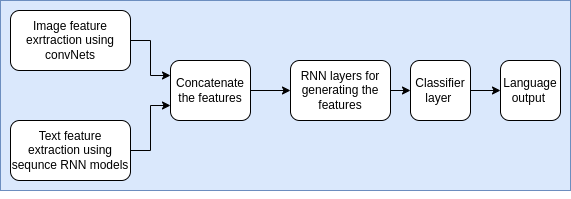 Image feature
exrtraction using
convNets
Text feature
extraction using
sequnce RNN models
Concatenate
the features
RNN layers for
generating the
features
Classifier
layer
Language
output